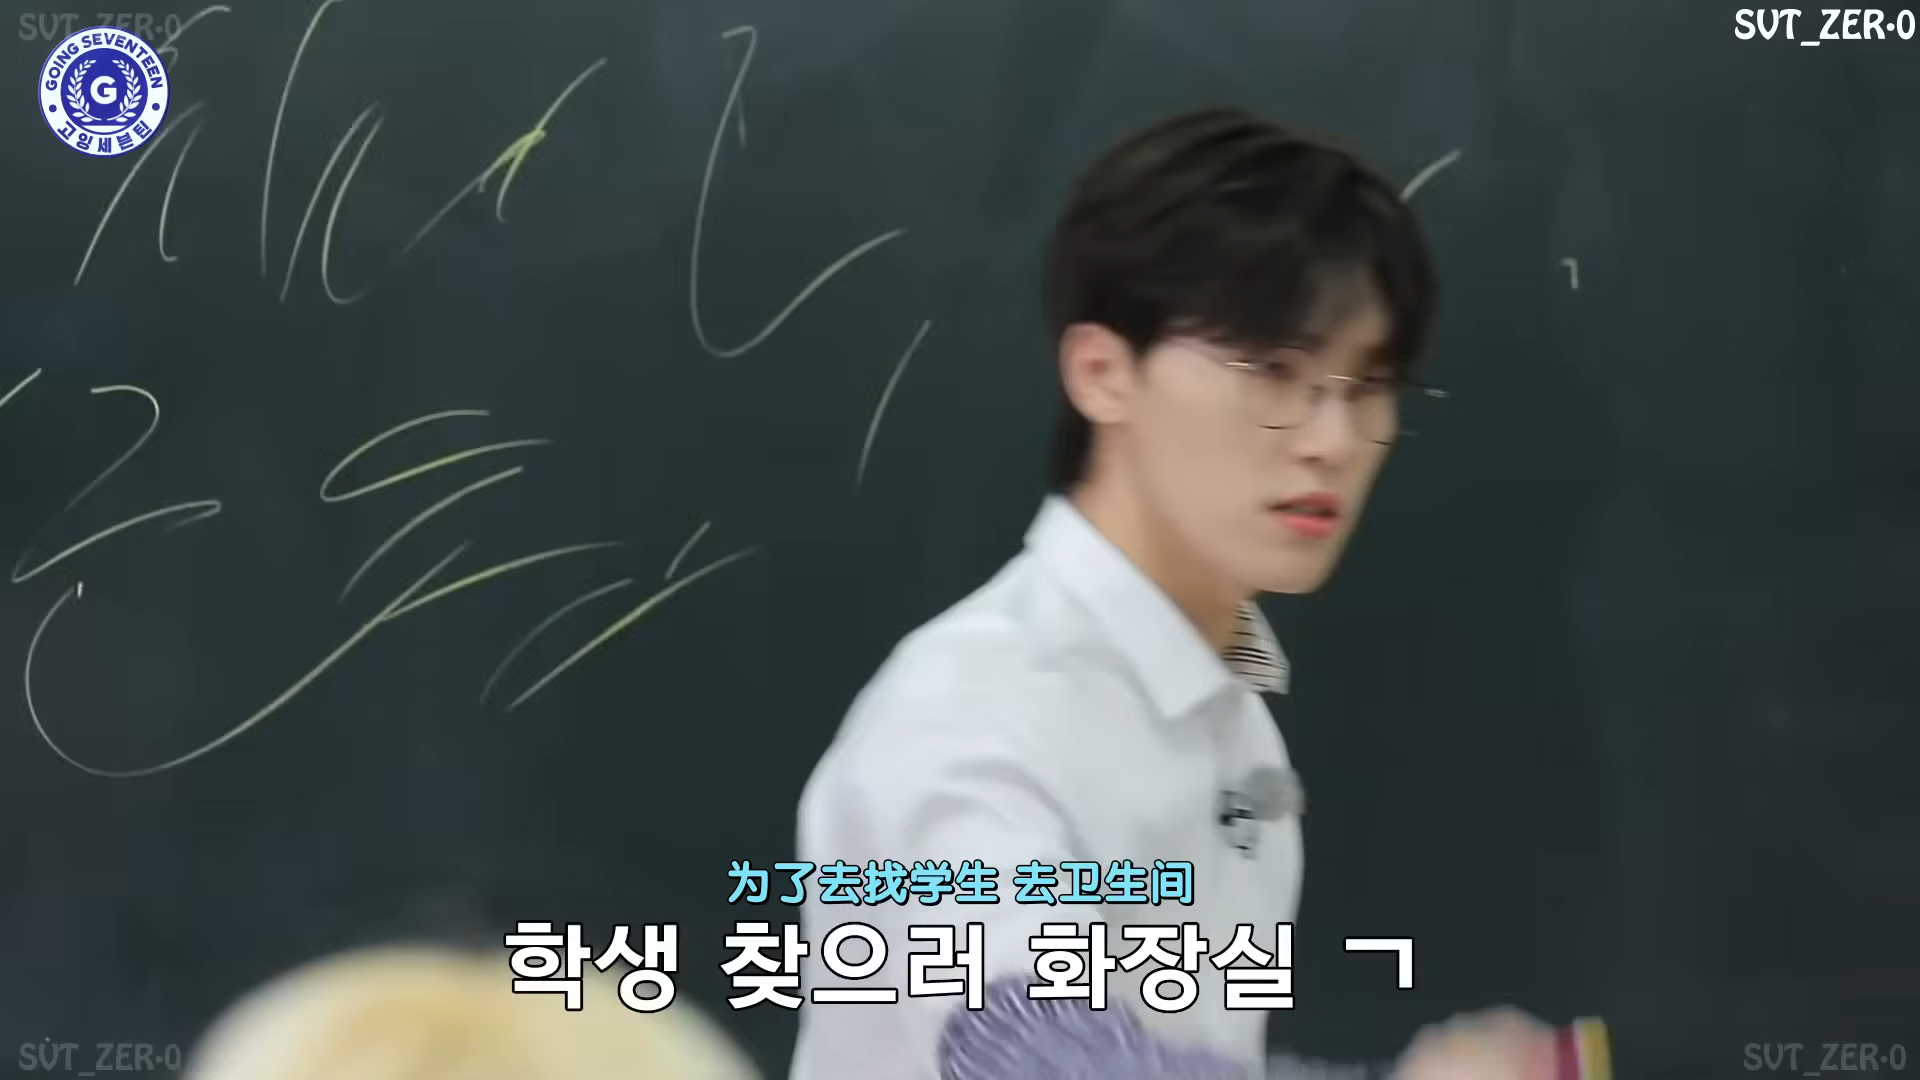 SVT_ZER·0
SVT_ZER·0
GOING SEVENTEEN
G
고잉세븐틴
为了去找学生 去卫生间
학생 찾으러 화장실 ㄱ
SVT_ZER·0
SVT_ZER·0